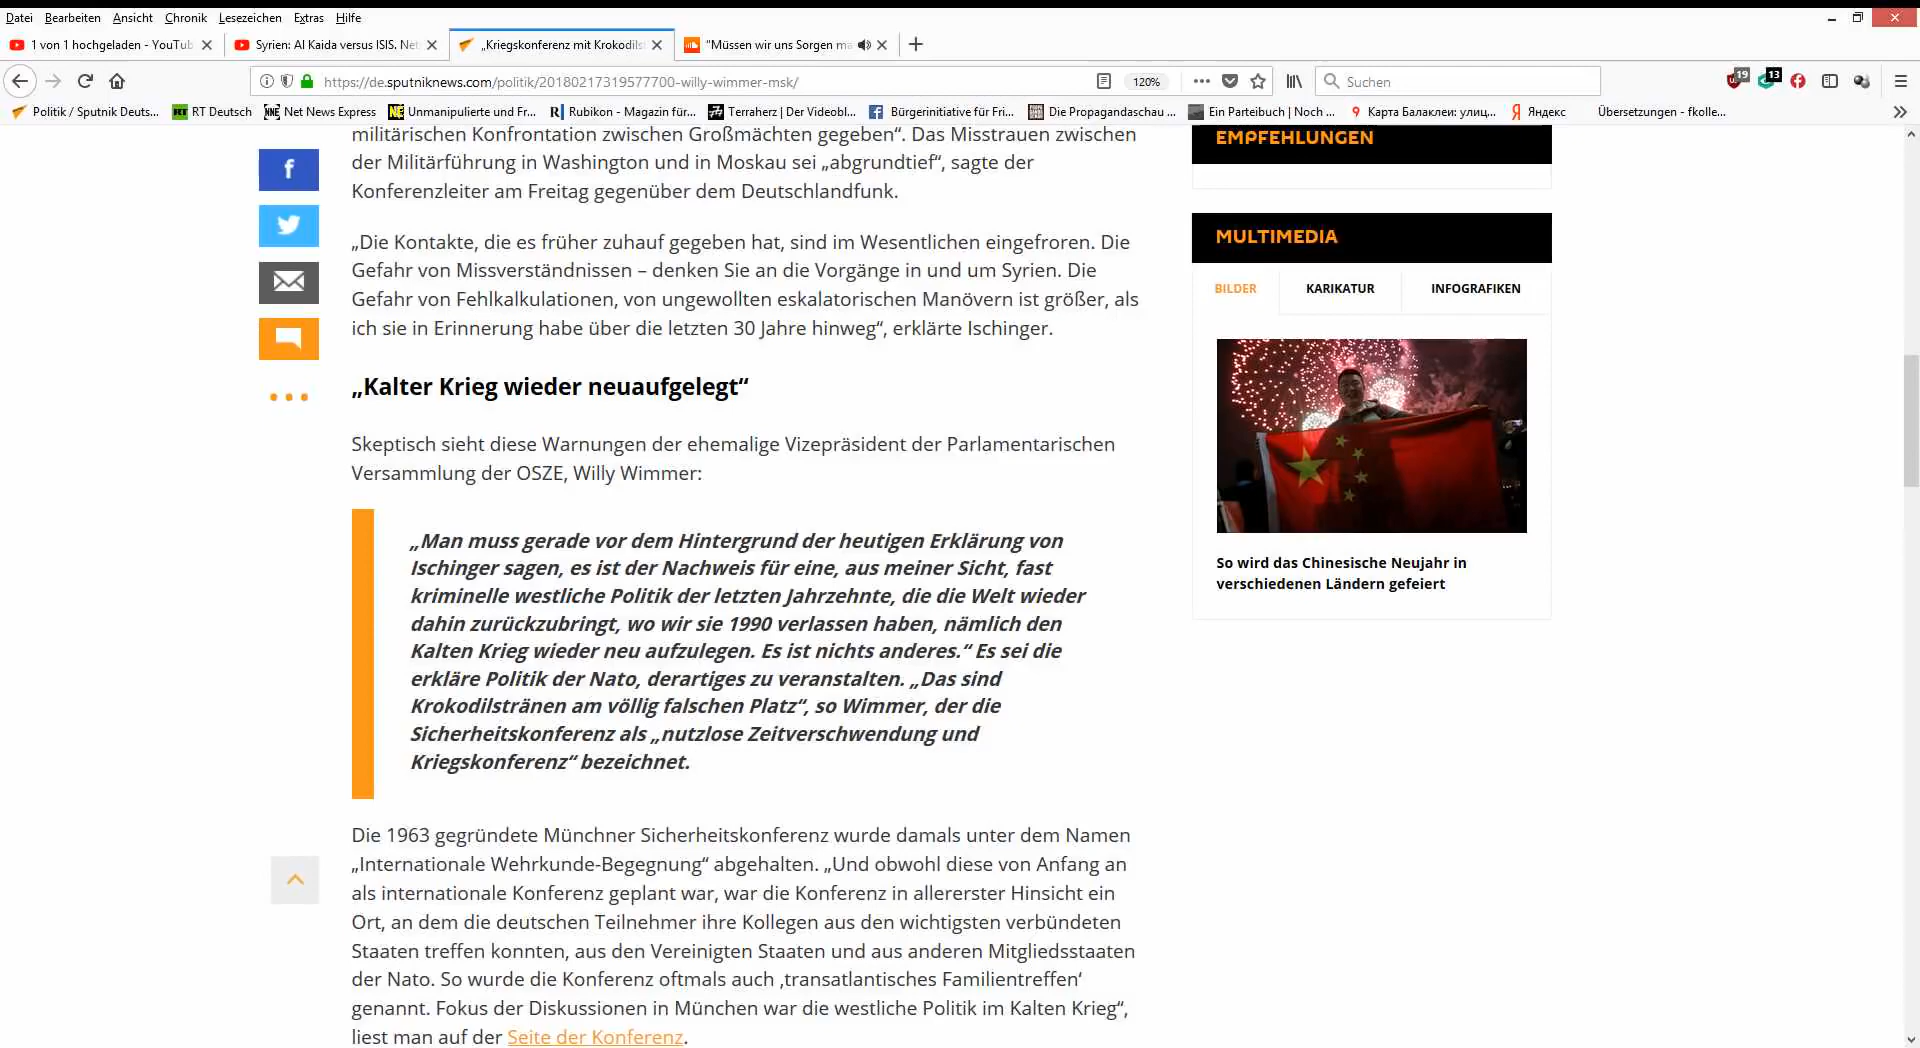 Datei Bearbeiten Ansicht Chronik Lesezeichen Extras Hilfe
1 von 1 hochgeladen - YouTub
Syrien: Al Kaida versus ISIS. Net
„Kriegskonferenz mit Krokodils
"Müssen wir uns Sorgen ma
https://de.sputniknews.com/politik/20180217319577700-willy-wimmer-msk/
120%
Suchen
19
13
Politik / Sputnik Deuts...
RT Deutsch
Net News Express
Unmanipulierte und Fr...
Rubikon - Magazin für...
Terraherz | Der Videobl...
Bürgerinitiative für Fri...
Die Propagandaschau ...
Ein Parteibuch | Noch ...
Карта Балаклеи: улиц...
Яндекс
Übersetzungen - fkolle...
militärischen Konfrontation zwischen Großmächten gegeben“. Das Misstrauen zwischen
der Militärführung in Washington und in Moskau sei „abgrundtief“, sagte der
Konferenzleiter am Freitag gegenüber dem Deutschlandfunk.
„Die Kontakte, die es früher zuhauf gegeben hat, sind im Wesentlichen eingefroren. Die
Gefahr von Missverständnissen – denken Sie an die Vorgänge in und um Syrien. Die
Gefahr von Fehlkalkulationen, von ungewollten eskalatorischen Manövern ist größer, als
ich sie in Erinnerung habe über die letzten 30 Jahre hinweg“, erklärte Ischinger.
„Kalter Krieg wieder neuaufgelegt“
Skeptisch sieht diese Warnungen der ehemalige Vizepräsident der Parlamentarischen
Versammlung der OSZE, Willy Wimmer:
„Man muss gerade vor dem Hintergrund der heutigen Erklärung von
Ischinger sagen, es ist der Nachweis für eine, aus meiner Sicht, fast
kriminelle westliche Politik der letzten Jahrzehnte, die die Welt wieder
dahin zurückzubringt, wo wir sie 1990 verlassen haben, nämlich den
Kalten Krieg wieder neu aufzulegen. Es ist nichts anderes.“ Es sei die
erkläre Politik der Nato, derartiges zu veranstalten. „Das sind
Krokodilstränen am völlig falschen Platz“, so Wimmer, der die
Sicherheitskonferenz als „nutzlose Zeitverschwendung und
Kriegskonferenz“ bezeichnet.
Die 1963 gegründete Münchner Sicherheitskonferenz wurde damals unter dem Namen
„Internationale Wehrkunde-Begegnung“ abgehalten. „Und obwohl diese von Anfang an
als internationale Konferenz geplant war, war die Konferenz in allererster Hinsicht ein
Ort, an dem die deutschen Teilnehmer ihre Kollegen aus den wichtigsten verbündeten
Staaten treffen konnten, aus den Vereinigten Staaten und aus anderen Mitgliedsstaaten
der Nato. So wurde die Konferenz oftmals auch ‚transatlantisches Familientreffen‘
genannt. Fokus der Diskussionen in München war die westliche Politik im Kalten Krieg“,
liest man auf der Seite der Konferenz.
EMPFEHLUNGEN
MULTIMEDIA
BILDER KARIKATUR INFOGRAFIKEN
So wird das Chinesische Neujahr in
verschiedenen Ländern gefeiert